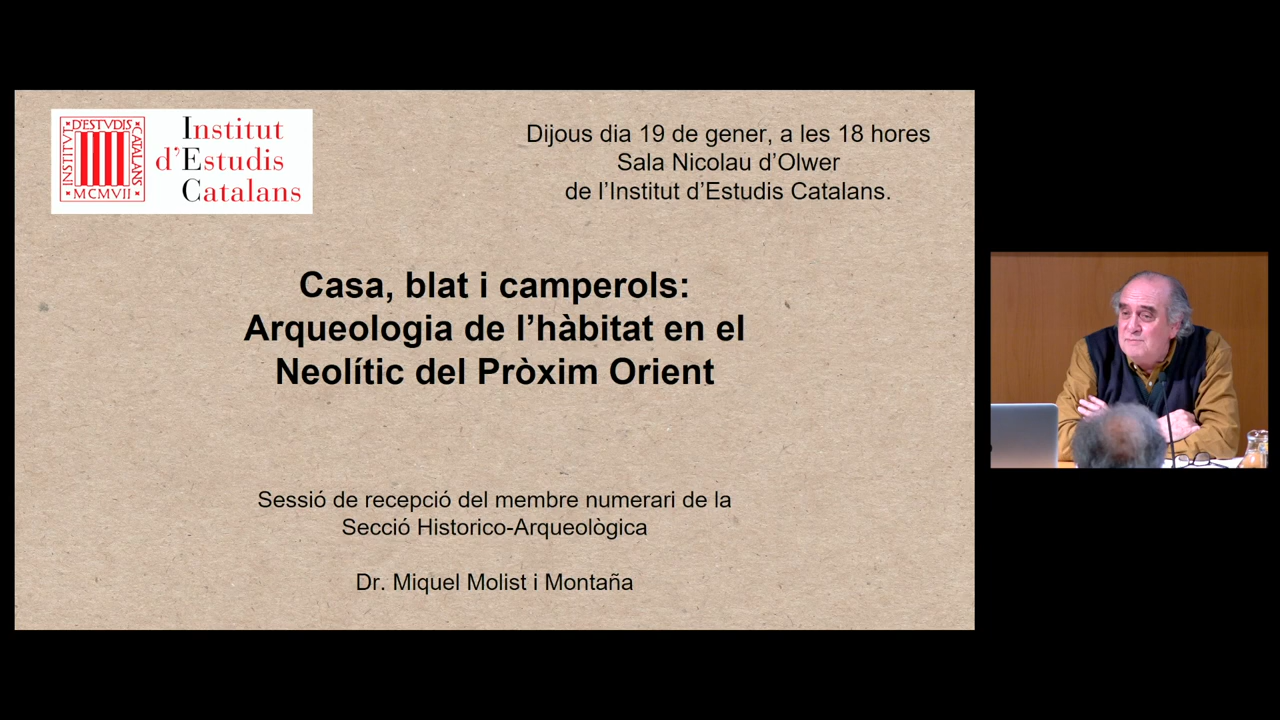 INSTITVT
D'ESTVDIS
CATALANS
MCMVII
Institut
d'Estudis
Catalans
Dijous dia 19 de gener, a les 18 hores
Sala Nicolau d'Olwer
de l'Institut d'Estudis Catalans.
Casa, blat i camperols:
Arqueologia de l'hàbitat en el
Neolític del Pròxim Orient
Sessió de recepció del membre numerari de la
Secció Historico-Arqueològica
Dr. Miquel Molist i Montaña